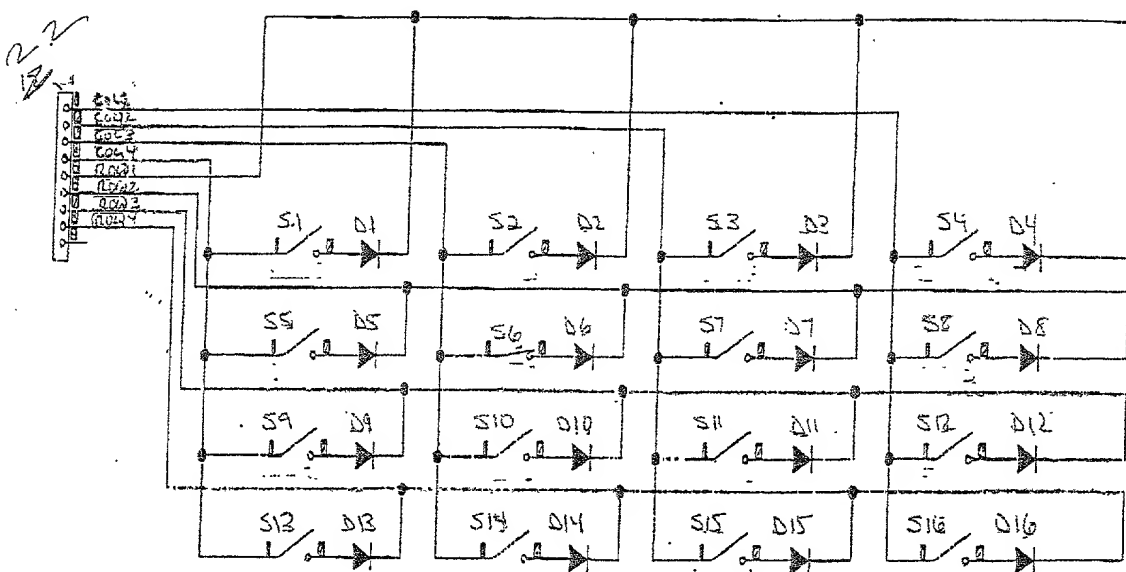 COL2
COL3
COL4
ROW1
ROW2
ROW3
ROW4
S1 D1 S2 D2 S3 D3 S4 D4
S5 D5 S6 D6 S7 D7 S8 D8
S9 D9 S10 D10 S11 D11 S12 D12
S13 D13 S14 D14 S15 D15 S16 D16